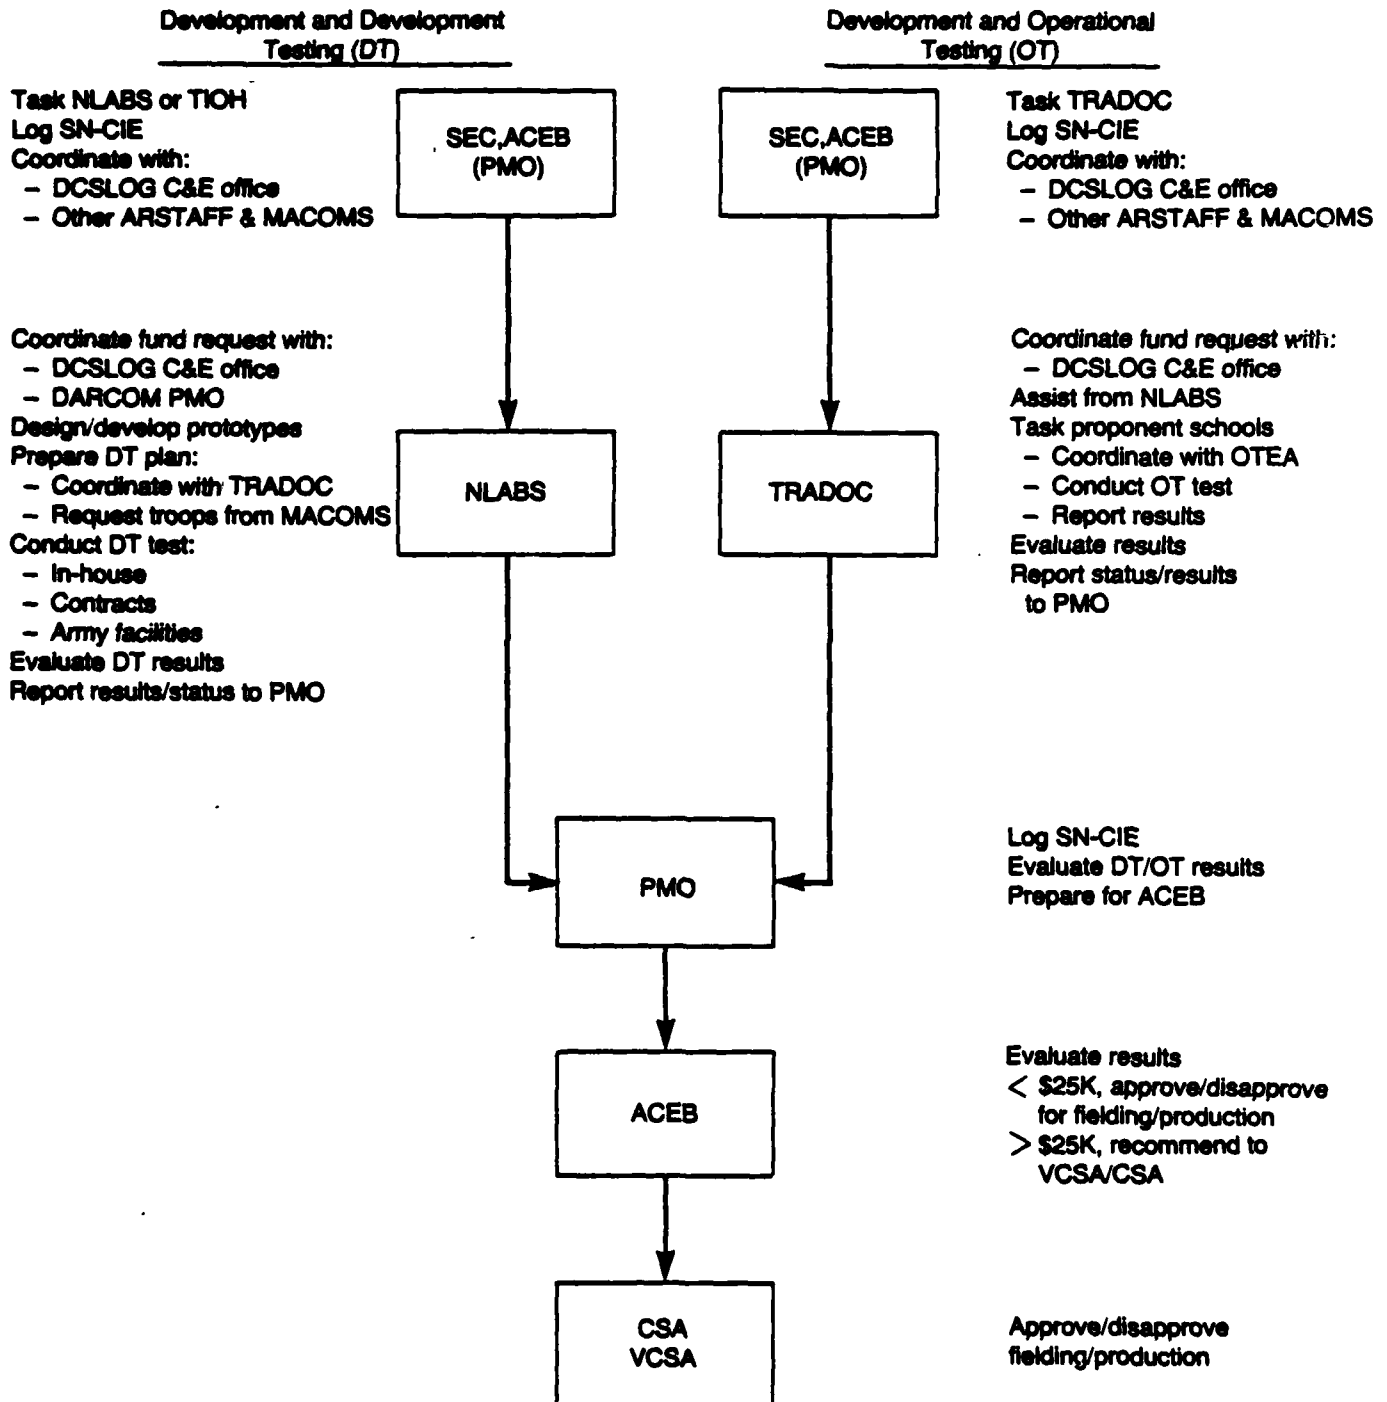 Development and Development
Testing (DT)
Development and Operational
Testing (OT)
Task NLABS or TIOH
Log SN-CIE
Coordinate with:
– DCSLOG C&E office
– Other ARSTAFF & MACOMS
SEC,ACEB
(PMO)
SEC,ACEB
(PMO)
Task TRADOC
Log SN-CIE
Coordinate with:
– DCSLOG C&E office
– Other ARSTAFF & MACOMS
Coordinate fund request with:
– DCSLOG C&E office
– DARCOM PMO
Design/develop prototypes
Prepare DT plan:
– Coordinate with TRADOC
– Request troops from MACOMS
Conduct DT test:
– In-house
– Contracts
– Army facilities
Evaluate DT results
Report results/status to PMO
NLABS
TRADOC
Coordinate fund request with:
– DCSLOG C&E office
Assist from NLABS
Task proponent schools
– Coordinate with OTEA
– Conduct OT test
– Report results
Evaluate results
Report status/results
to PMO
PMO
Log SN-CIE
Evaluate DT/OT results
Prepare for ACEB
ACEB
Evaluate results
< $25K, approve/disapprove
for fielding/production
> $25K, recommend to
VCSA/CSA
CSA
VCSA
Approve/disapprove
fielding/production